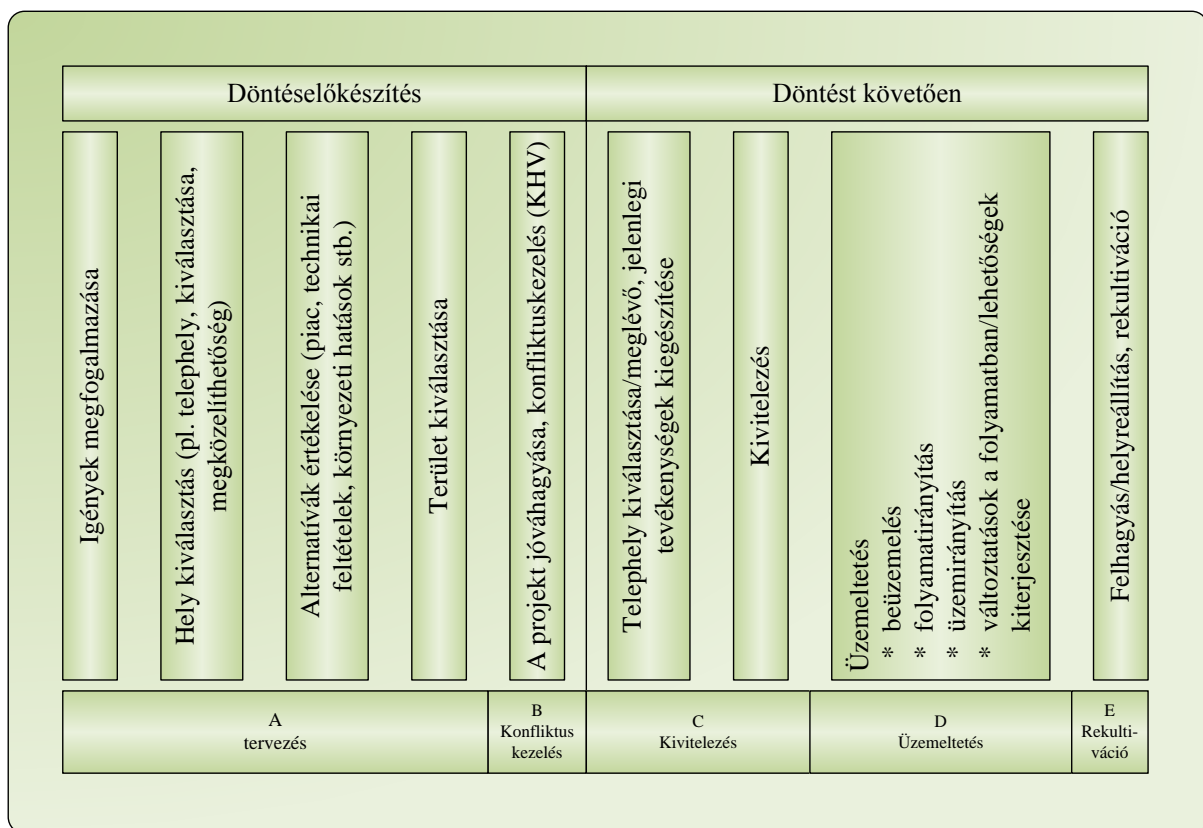 Döntéselőkészítés
Döntést követően
Igények megfogalmazása
Hely kiválasztás (pl. telephely, kiválasztása,
megközelíthetőség)
Alternatívák értékelése (piac, technikai
feltételek, környezeti hatások stb.)
Terület kiválasztása
A projekt jóváhagyása, konfliktuskezelés (KHV)
Telephely kiválasztása/meglévő, jelenlegi
tevékenységek kiegészítése
Kivitelezés
Üzemeltetés
* beüzemelés
* folyamatirányítás
* üzemirányítás
* változtatások a folyamatban/lehetőségek
kiterjesztése
Felhagyás/helyreállítás, rekultiváció
A
tervezés
B
Konfliktus
kezelés
C
Kivitelezés
D
Üzemeltetés
E
Rekulti-
váció